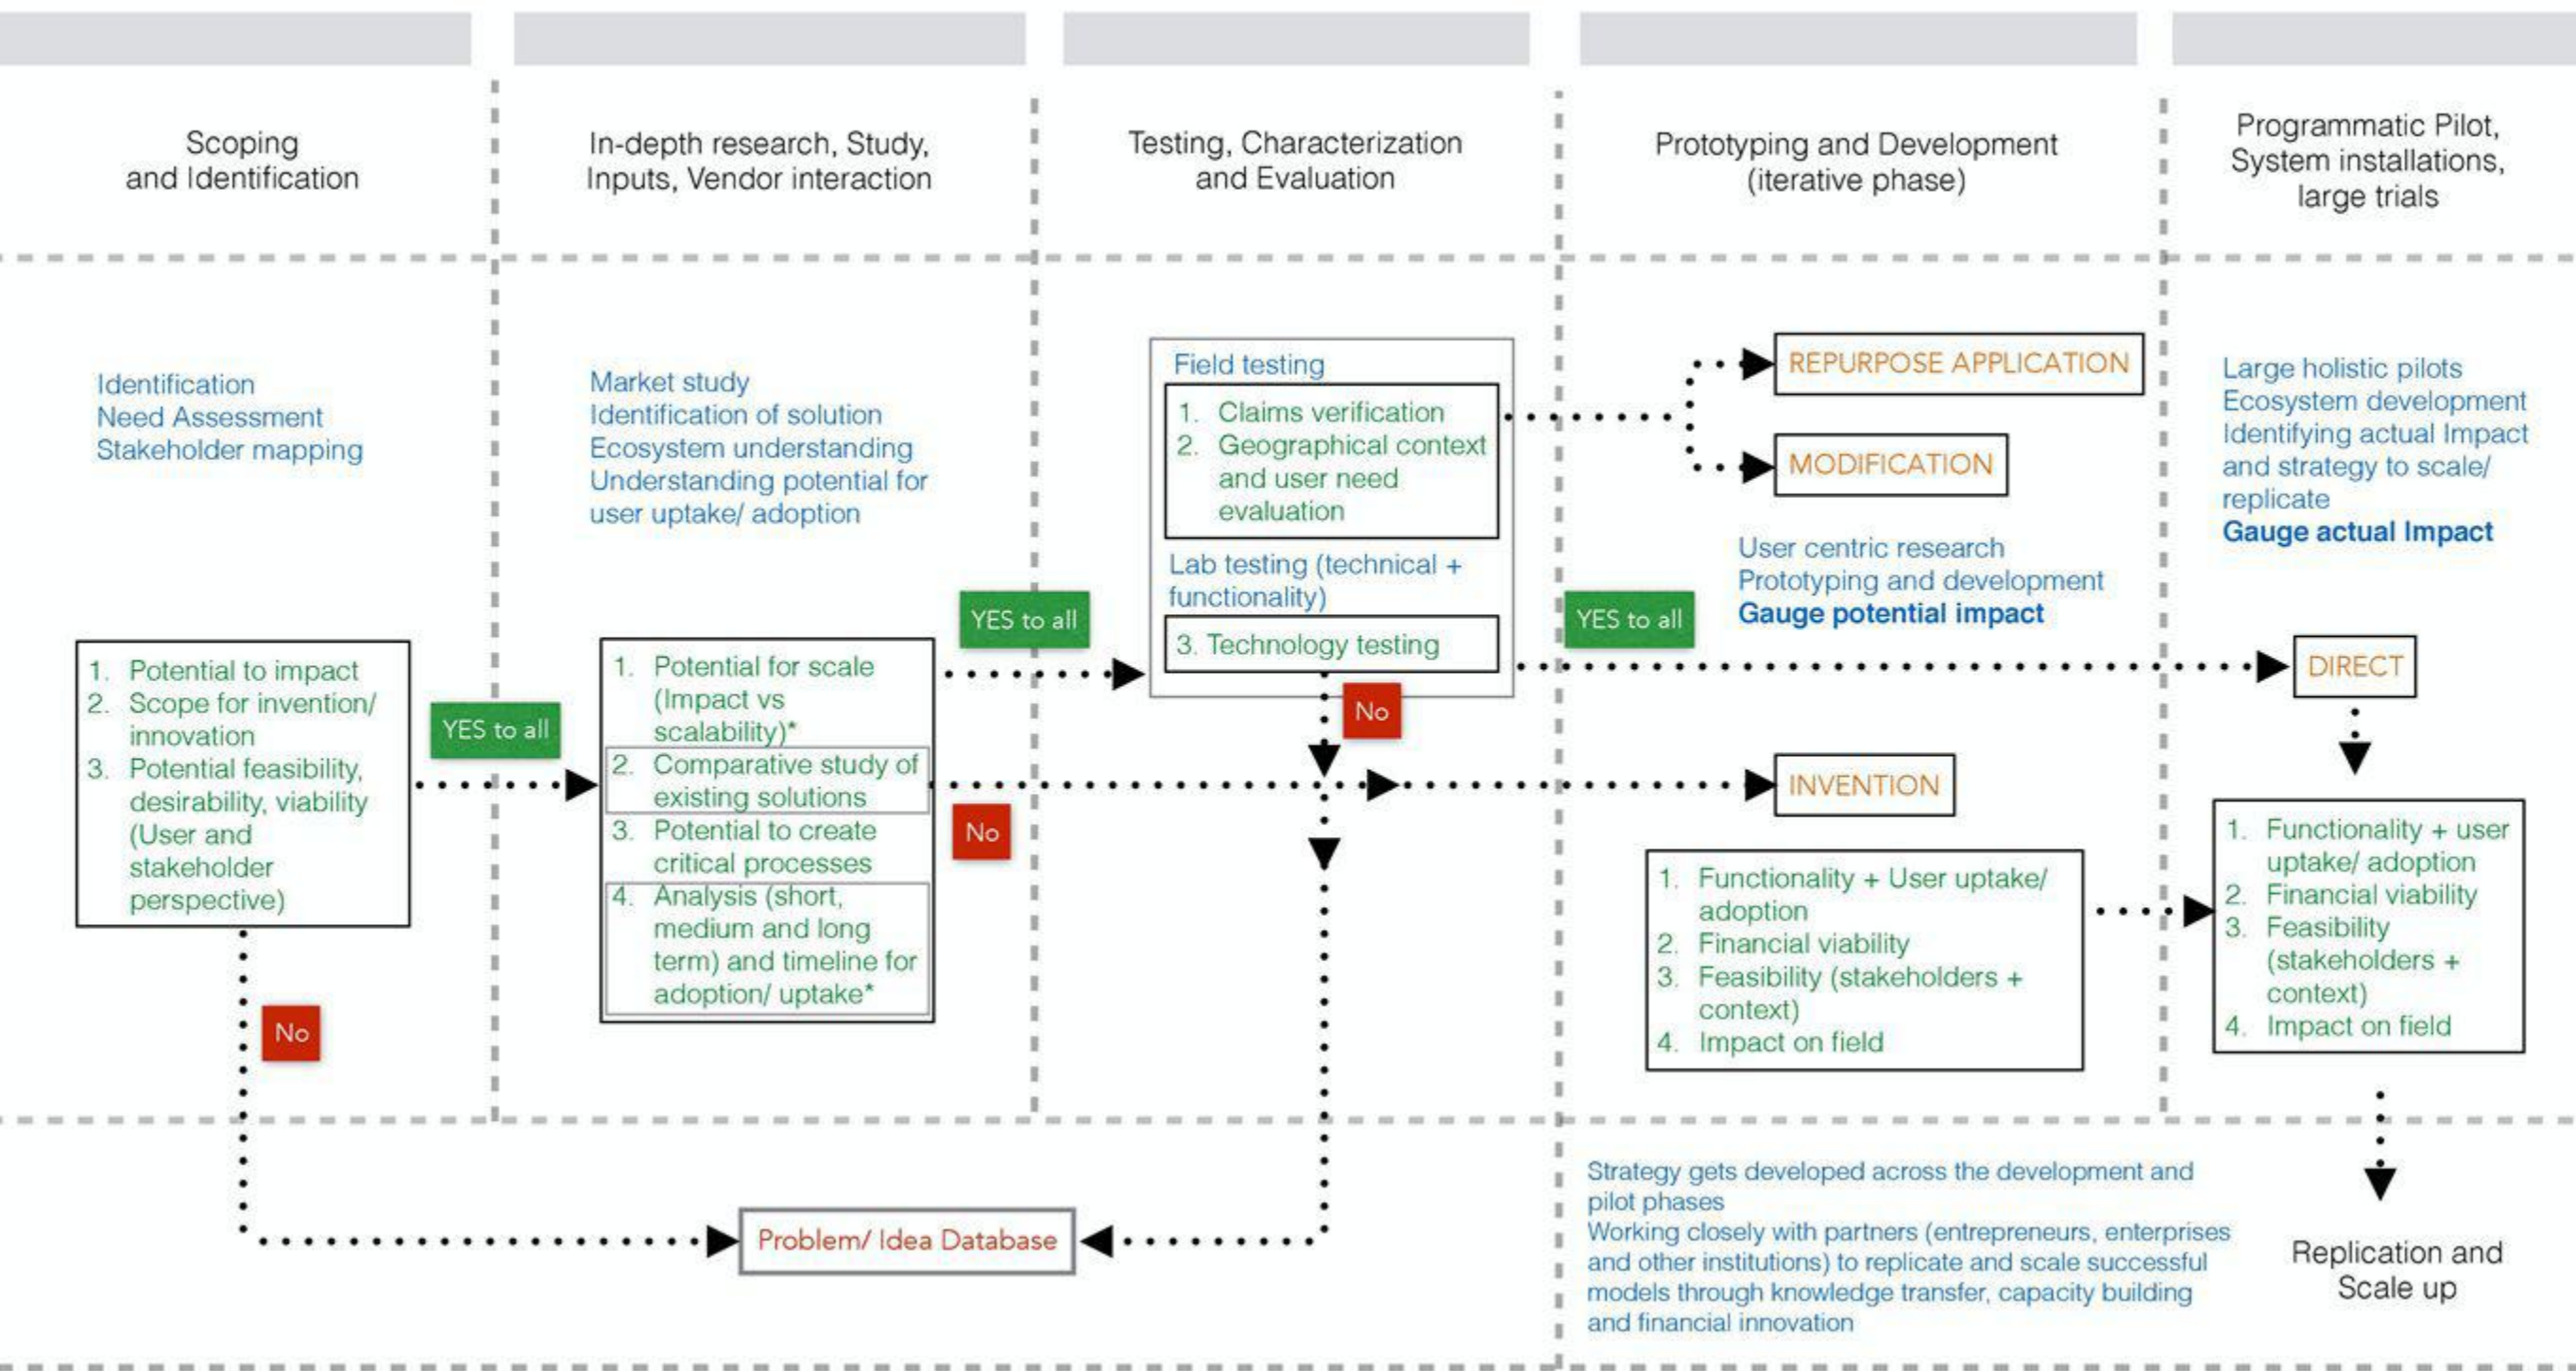 Scoping
and Identification
In-depth research, Study,
Inputs, Vendor interaction
Testing, Characterization
and Evaluation
Prototyping and Development
(iterative phase)
Programmatic Pilot,
System installations,
large trials
Identification
Need Assessment
Stakeholder mapping
1. Potential to impact
2. Scope for invention/
innovation
3. Potential feasibility,
desirability, viability
(User and
stakeholder
perspective)
YES to all
No
Market study
Identification of solution
Ecosystem understanding
Understanding potential for
user uptake/ adoption
1. Potential for scale
(Impact vs
scalability)*
2. Comparative study of
existing solutions
3. Potential to create
critical processes
4. Analysis (short,
medium and long
term) and timeline for
adoption/ uptake*
YES to all
No
Field testing
1. Claims verification
2. Geographical context
and user need
evaluation
Lab testing (technical +
functionality)
3. Technology testing
No
YES to all
REPURPOSE APPLICATION
MODIFICATION
User centric research
Prototyping and development
Gauge potential impact
INVENTION
1. Functionality + User uptake/
adoption
2. Financial viability
3. Feasibility (stakeholders +
context)
4. Impact on field
Large holistic pilots
Ecosystem development
Identifying actual Impact
and strategy to scale/
replicate
Gauge actual Impact
DIRECT
1. Functionality + user
uptake/ adoption
2. Financial viability
3. Feasibility
(stakeholders +
context)
4. Impact on field
Problem/ Idea Database
Strategy gets developed across the development and
pilot phases
Working closely with partners (entrepreneurs, enterprises
and other institutions) to replicate and scale successful
models through knowledge transfer, capacity building
and financial innovation
Replication and
Scale up